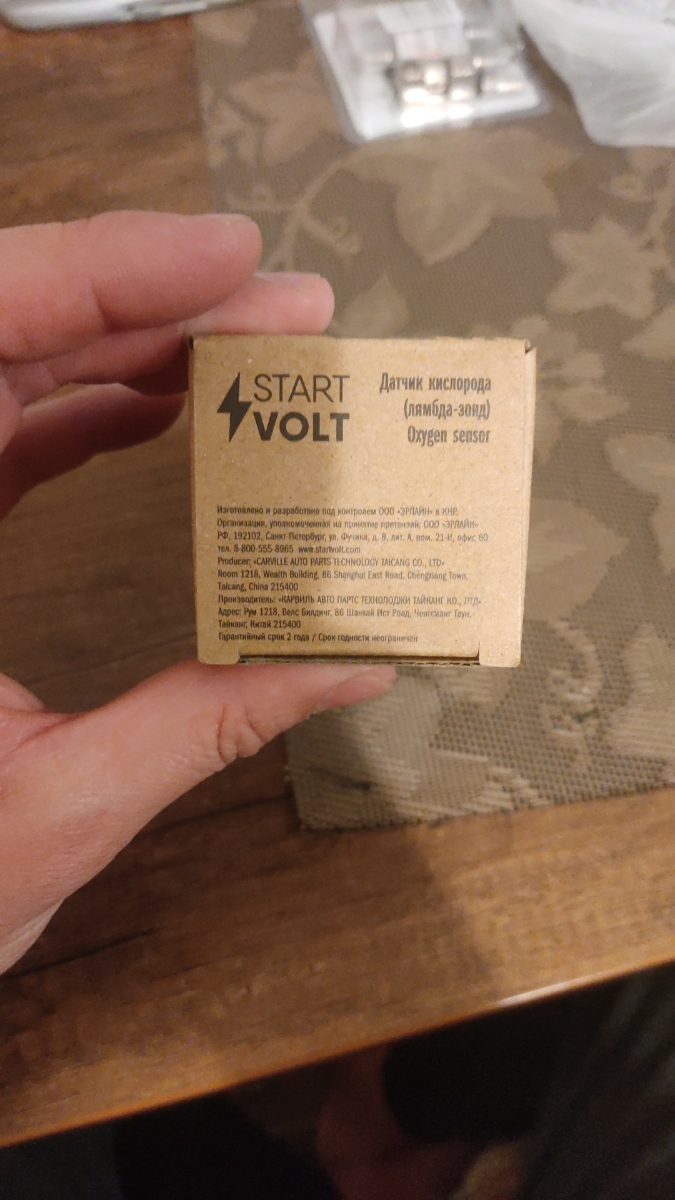 START
VOLT
Датчик кислорода
(лямбда-зонд)
Oxygen sensor
Изготовлено и разработано под контролем ООО «ЭРЛАЙН» в КНР.
Организация, уполномоченная на принятие претензий: ООО «ЭРЛАЙН»
РФ, 192102, Санкт-Петербург, ул. Фучика, д. 8, лит. А, пом. 21-Н, офис 60
тел. 8-800-555-8965 www.startvolt.com
Producer: «CARVILLE AUTO PARTS TECHNOLOGY TAICANG CO., LTD»
Room 1218, Wealth Building, 86 Shanghai East Road, Chengxiang Town,
Taicang, China 215400
Производитель: «КАРВИЛЬ АВТО ПАРТС ТЕХНОЛОДЖИ ТАЙКАНГ КО., ЛТД»
Адрес: Рум 1218, Велс Билдинг, 86 Шанхай Ист Роад, Ченгсианг Таун,
Тайканг, Китай 215400
Гарантийный срок 2 года / Срок годности неограничен